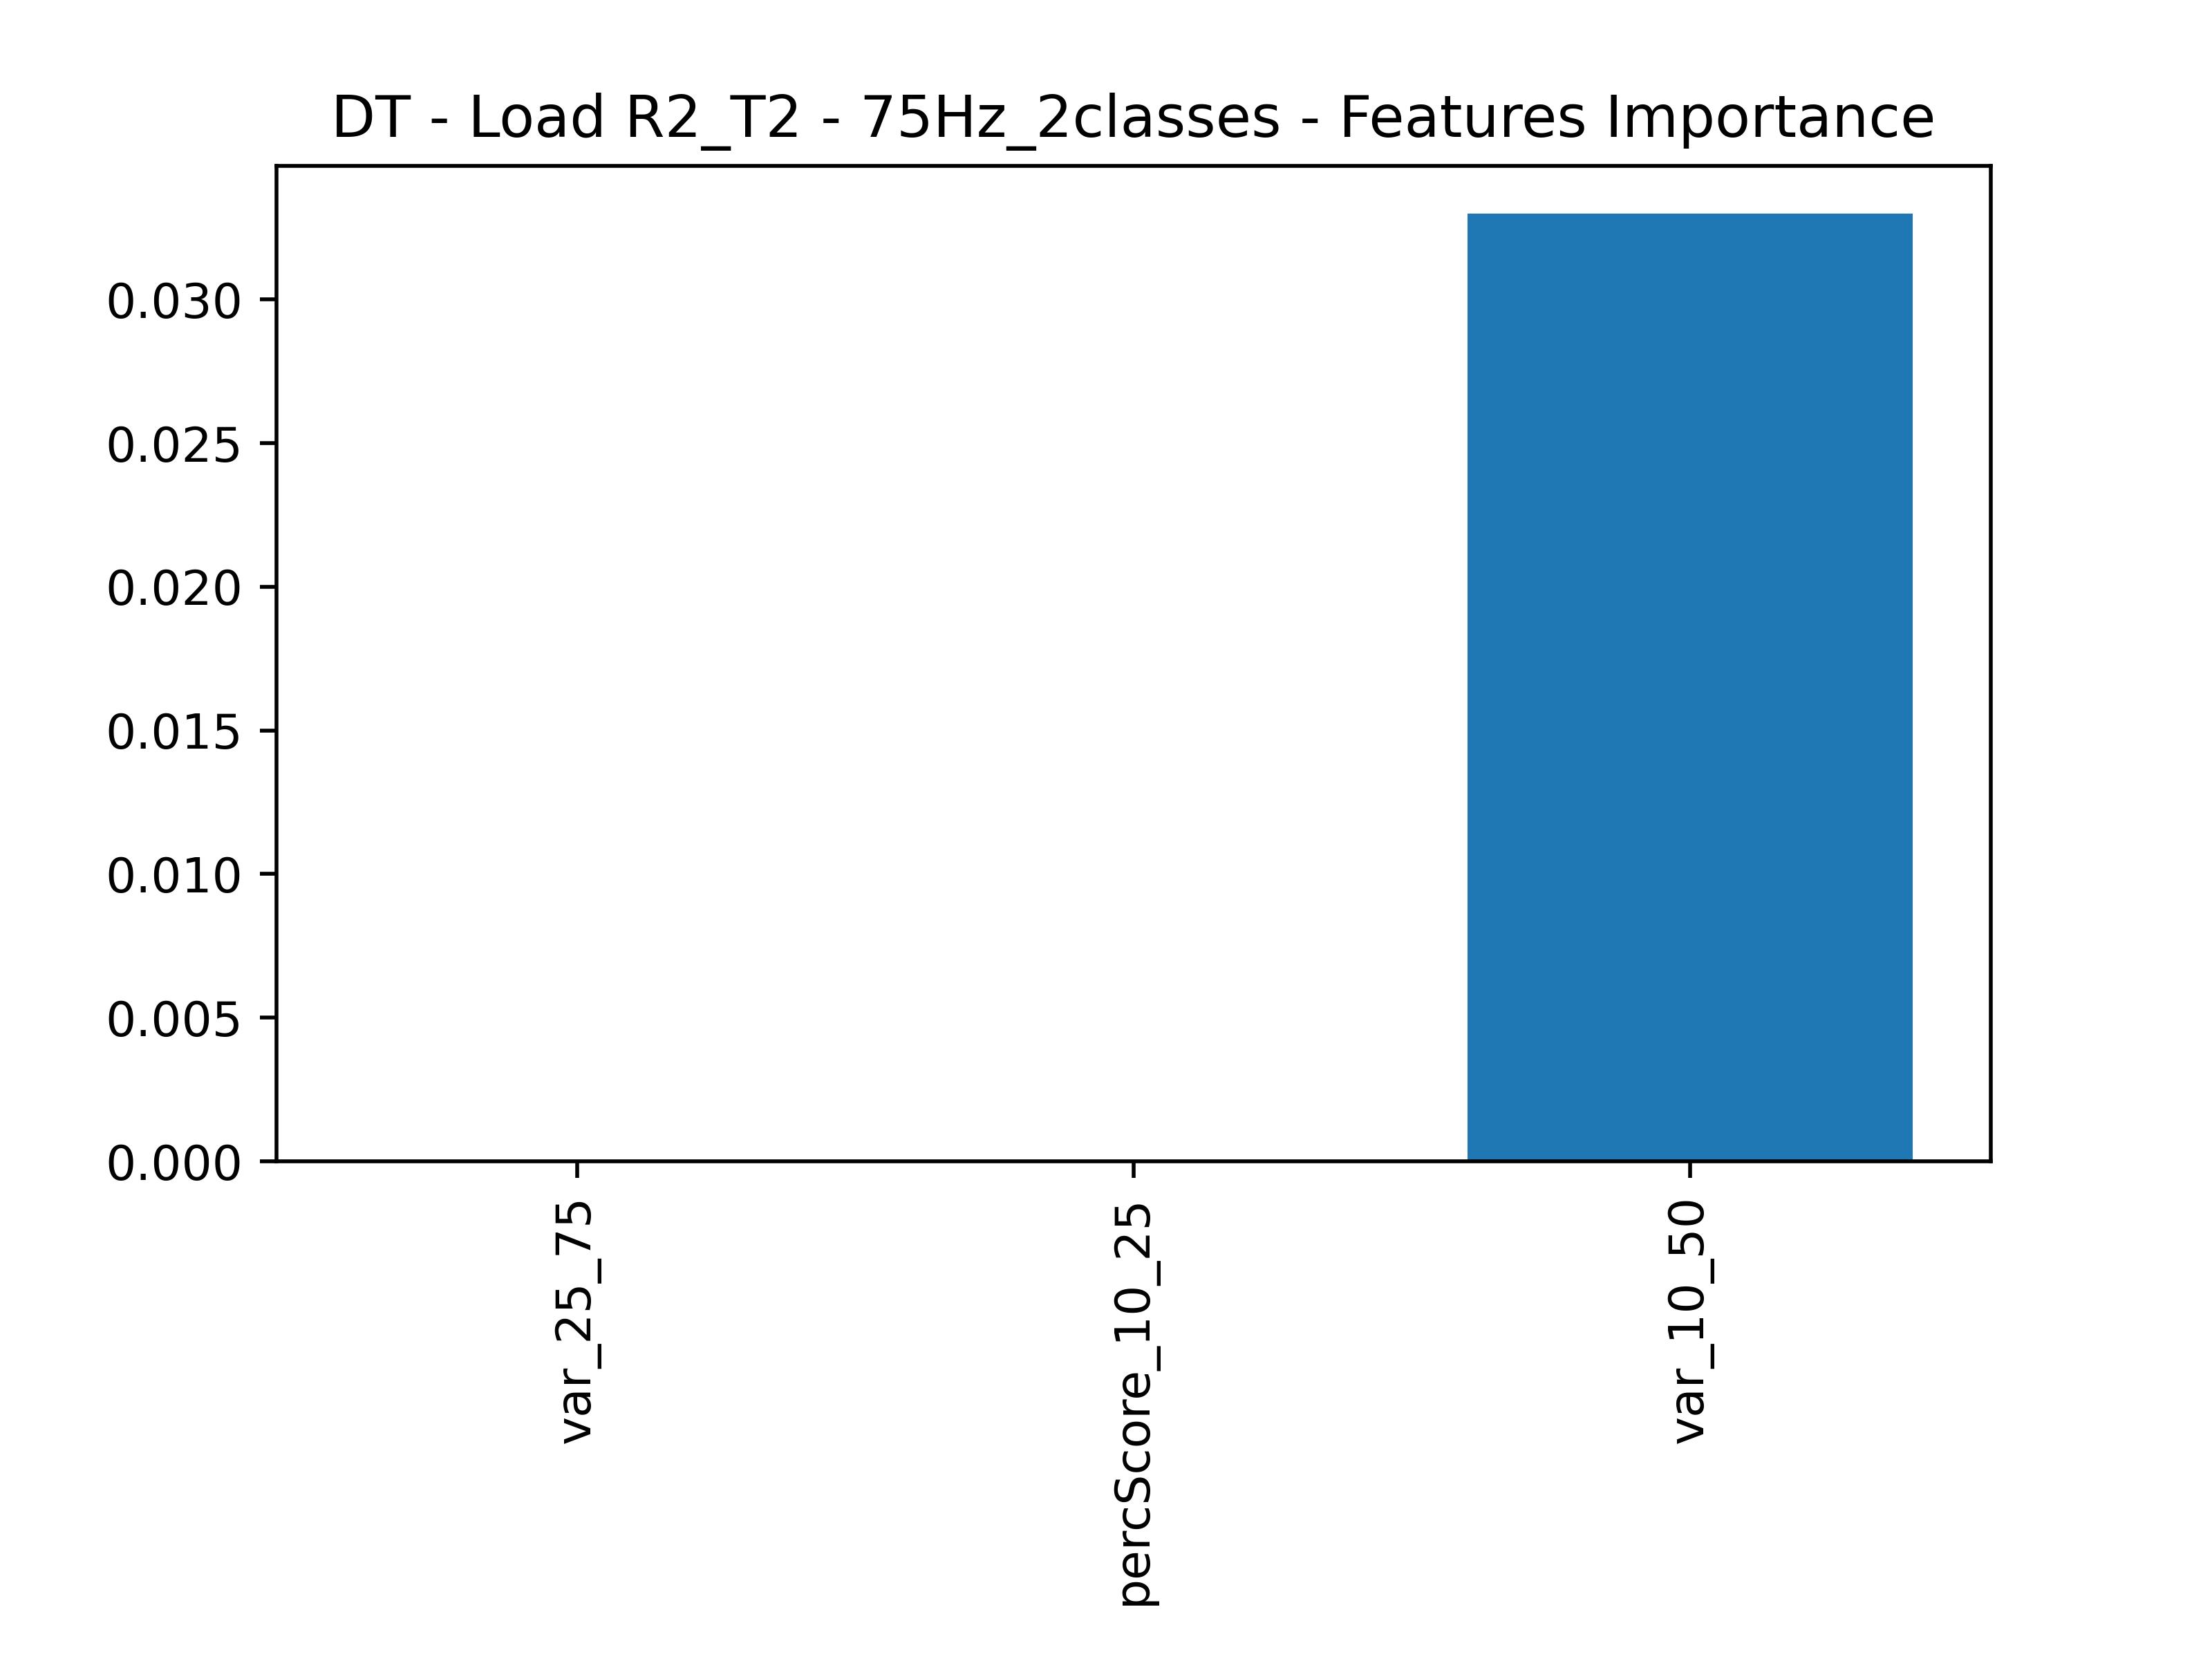 DT - Load R2_T2 - 75Hz_2classes - Features Importance
0.030
0.025
0.020
0.015
0.010
0.005
0.000
var_25_75
percScore_10_25
var_10_50